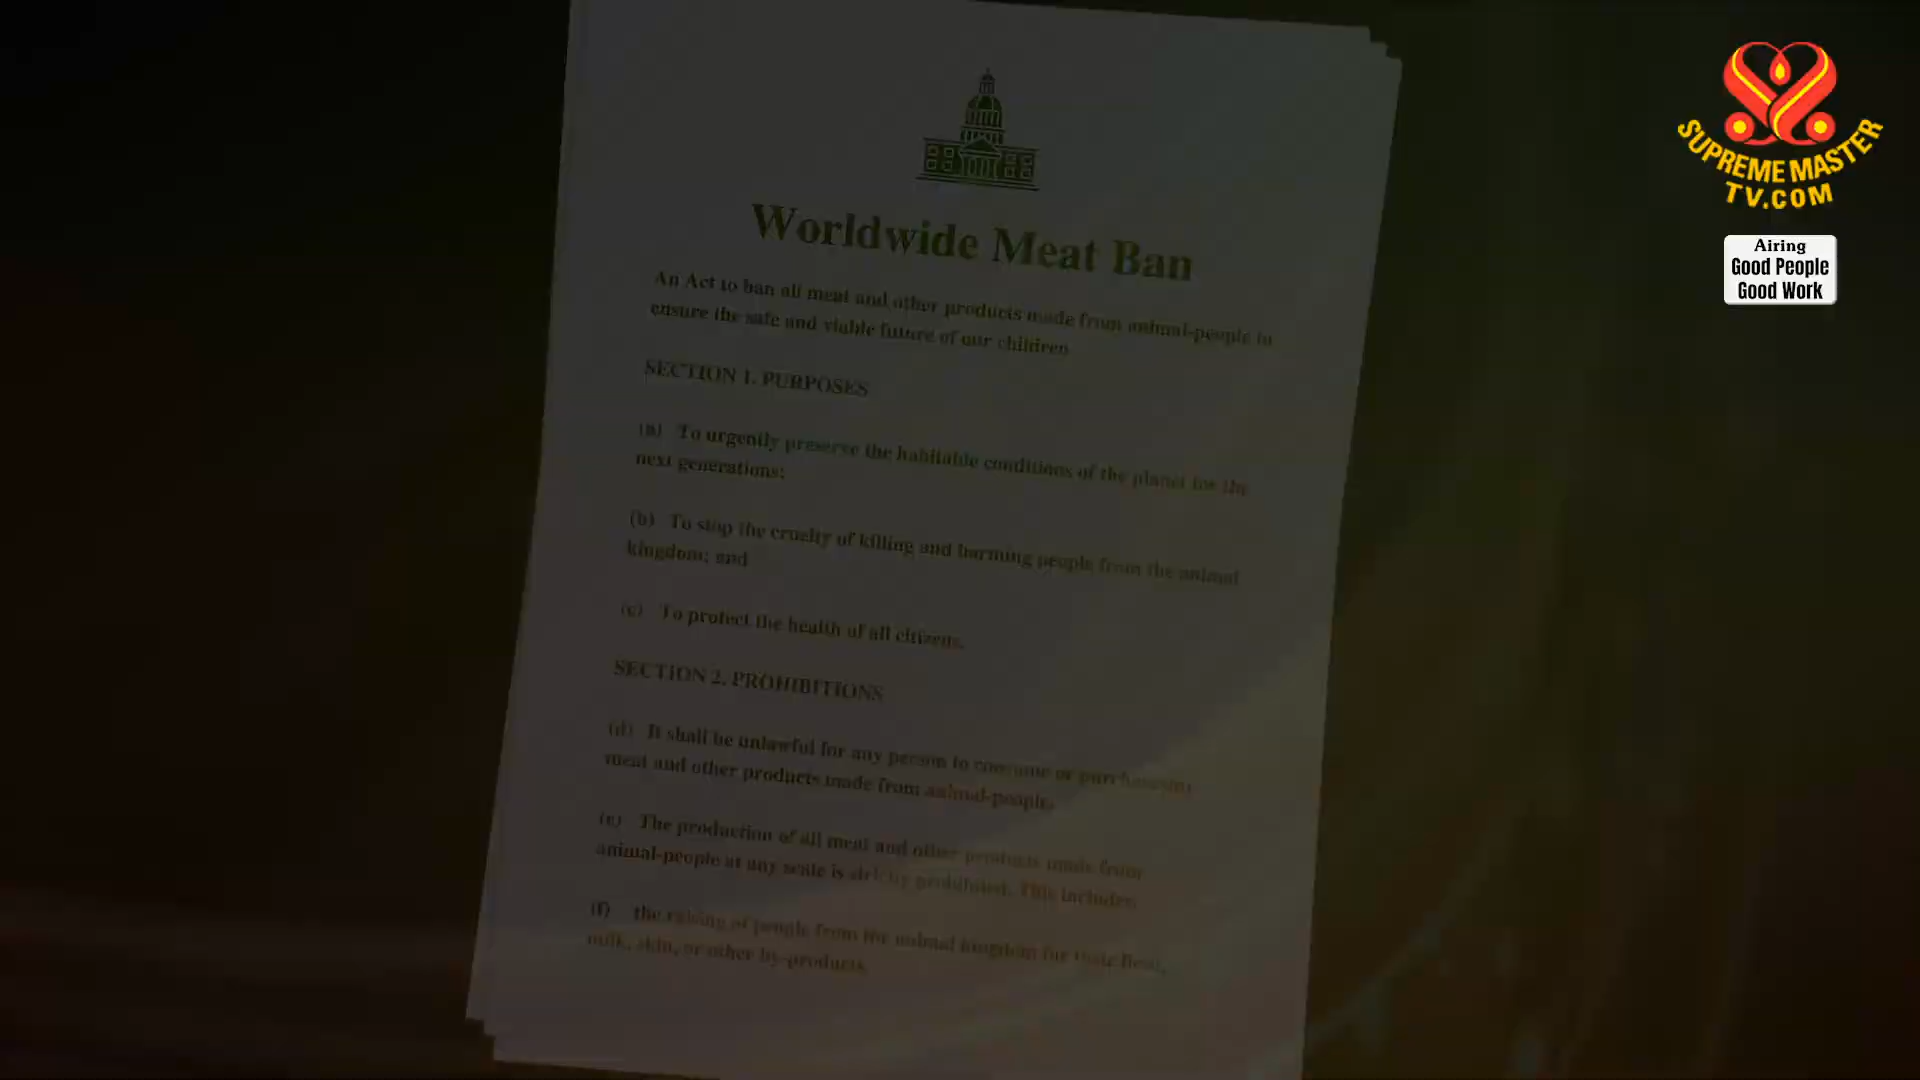 Worldwide Meat Ban
An Act to ban all meat and other products made from animal-people to
ensure the safe and viable future of our children
SECTION 1. PURPOSES
(a) To urgently preserve the habitable conditions of the planet for the
next generations;
(b) To stop the cruelty of killing and harming people from the animal
kingdom; and
(c) To protect the health of all citizens.
SECTION 2. PROHIBITIONS
(d) It shall be unlawful for any person to consume or purchase any
meat and other products made from animal-people.
(e) The production of all meat and other products made from
animal-people at any scale is strictly prohibited. This includes
(f) the raising of people from the animal kingdom for their flesh,
milk, skin, or other by-products
SUPREME MASTER
TV.COM
Airing
Good People
Good Work